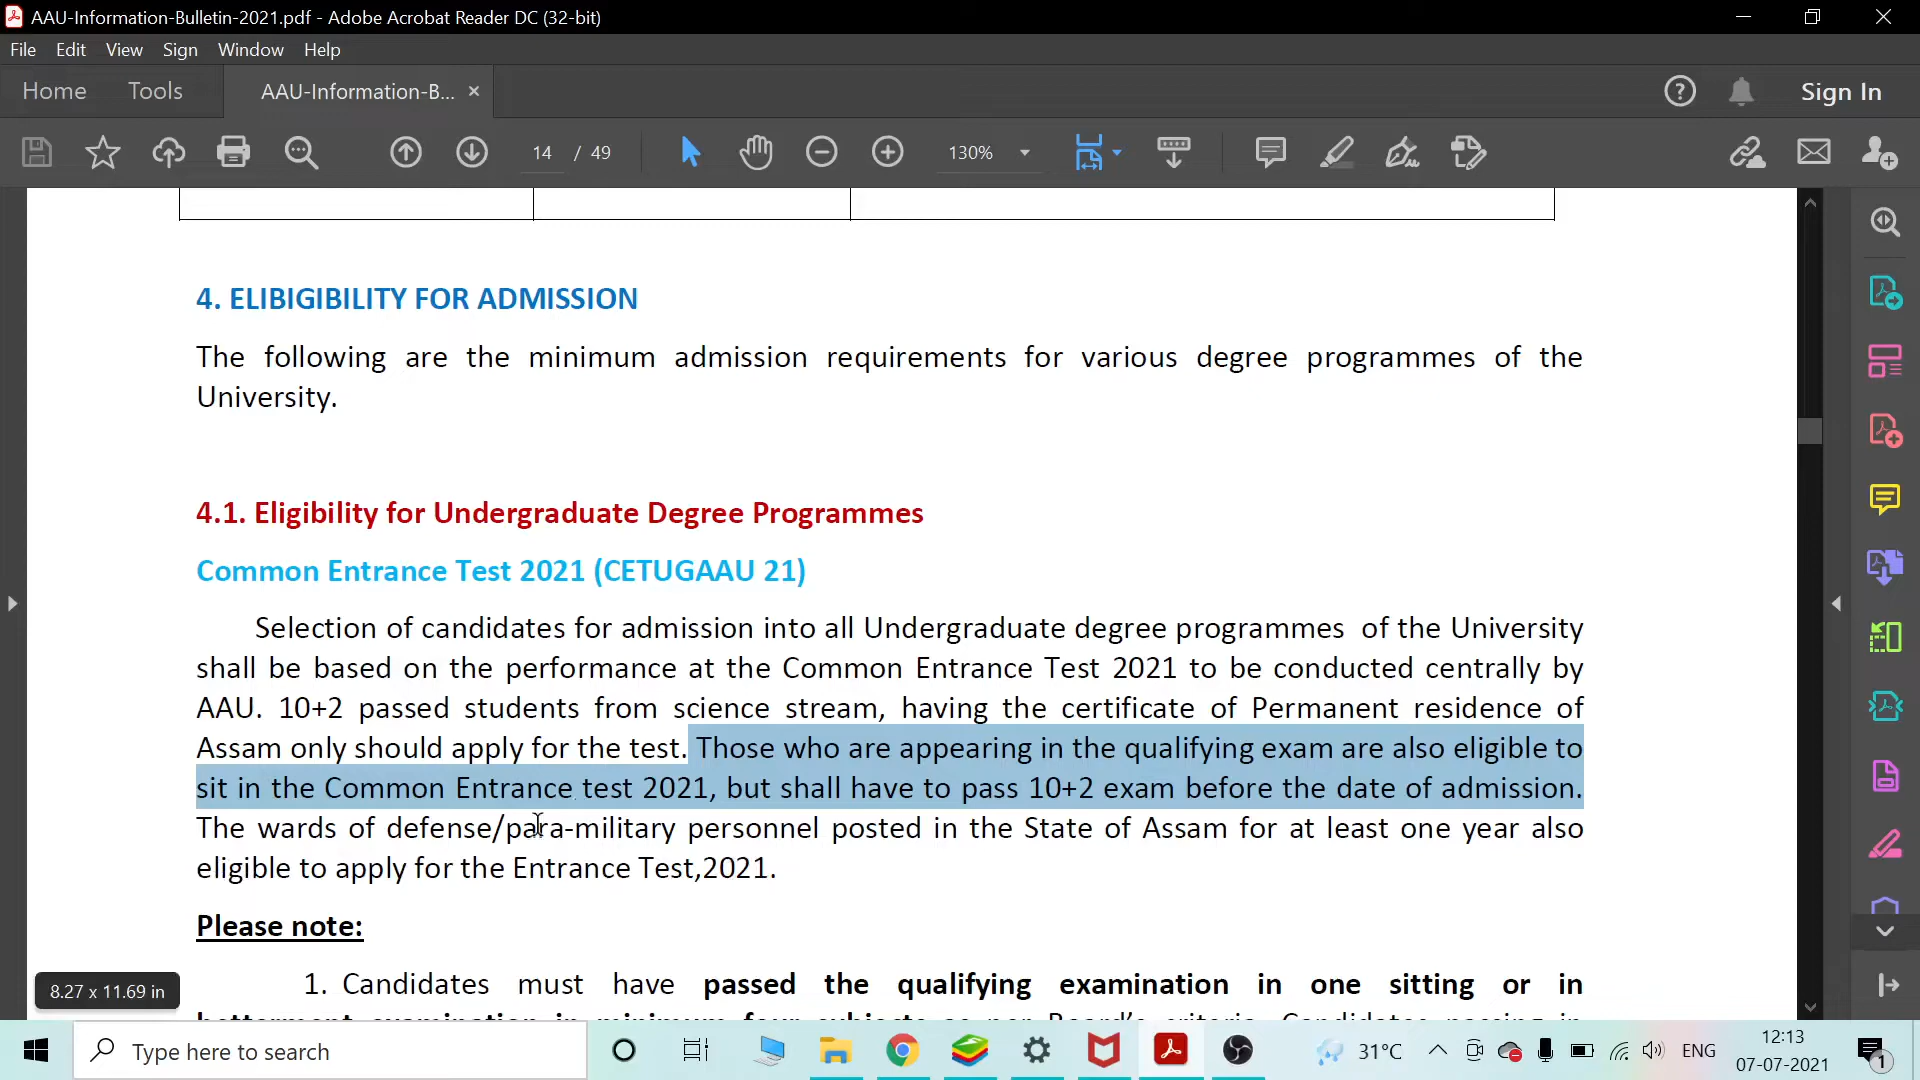 AAU-Information-Bulletin-2021.pdf - Adobe Acrobat Reader DC (32-bit)
File Edit View Sign Window Help
Home Tools AAU-Information-B... × Sign In
14 / 49 130%
4. ELIBIGIBILITY FOR ADMISSION
The following are the minimum admission requirements for various degree programmes of the
University.
4.1. Eligibility for Undergraduate Degree Programmes
Common Entrance Test 2021 (CETUGAAU 21)
Selection of candidates for admission into all Undergraduate degree programmes of the University
shall be based on the performance at the Common Entrance Test 2021 to be conducted centrally by
AAU. 10+2 passed students from science stream, having the certificate of Permanent residence of
Assam only should apply for the test. Those who are appearing in the qualifying exam are also eligible to
sit in the Common Entrance test 2021, but shall have to pass 10+2 exam before the date of admission.
The wards of defense/para-military personnel posted in the State of Assam for at least one year also
eligible to apply for the Entrance Test,2021.
Please note:
1. Candidates must have passed the qualifying examination in one sitting or in
8.27 x 11.69 in
Type here to search
31°C ENG
12:13
07-07-2021
1